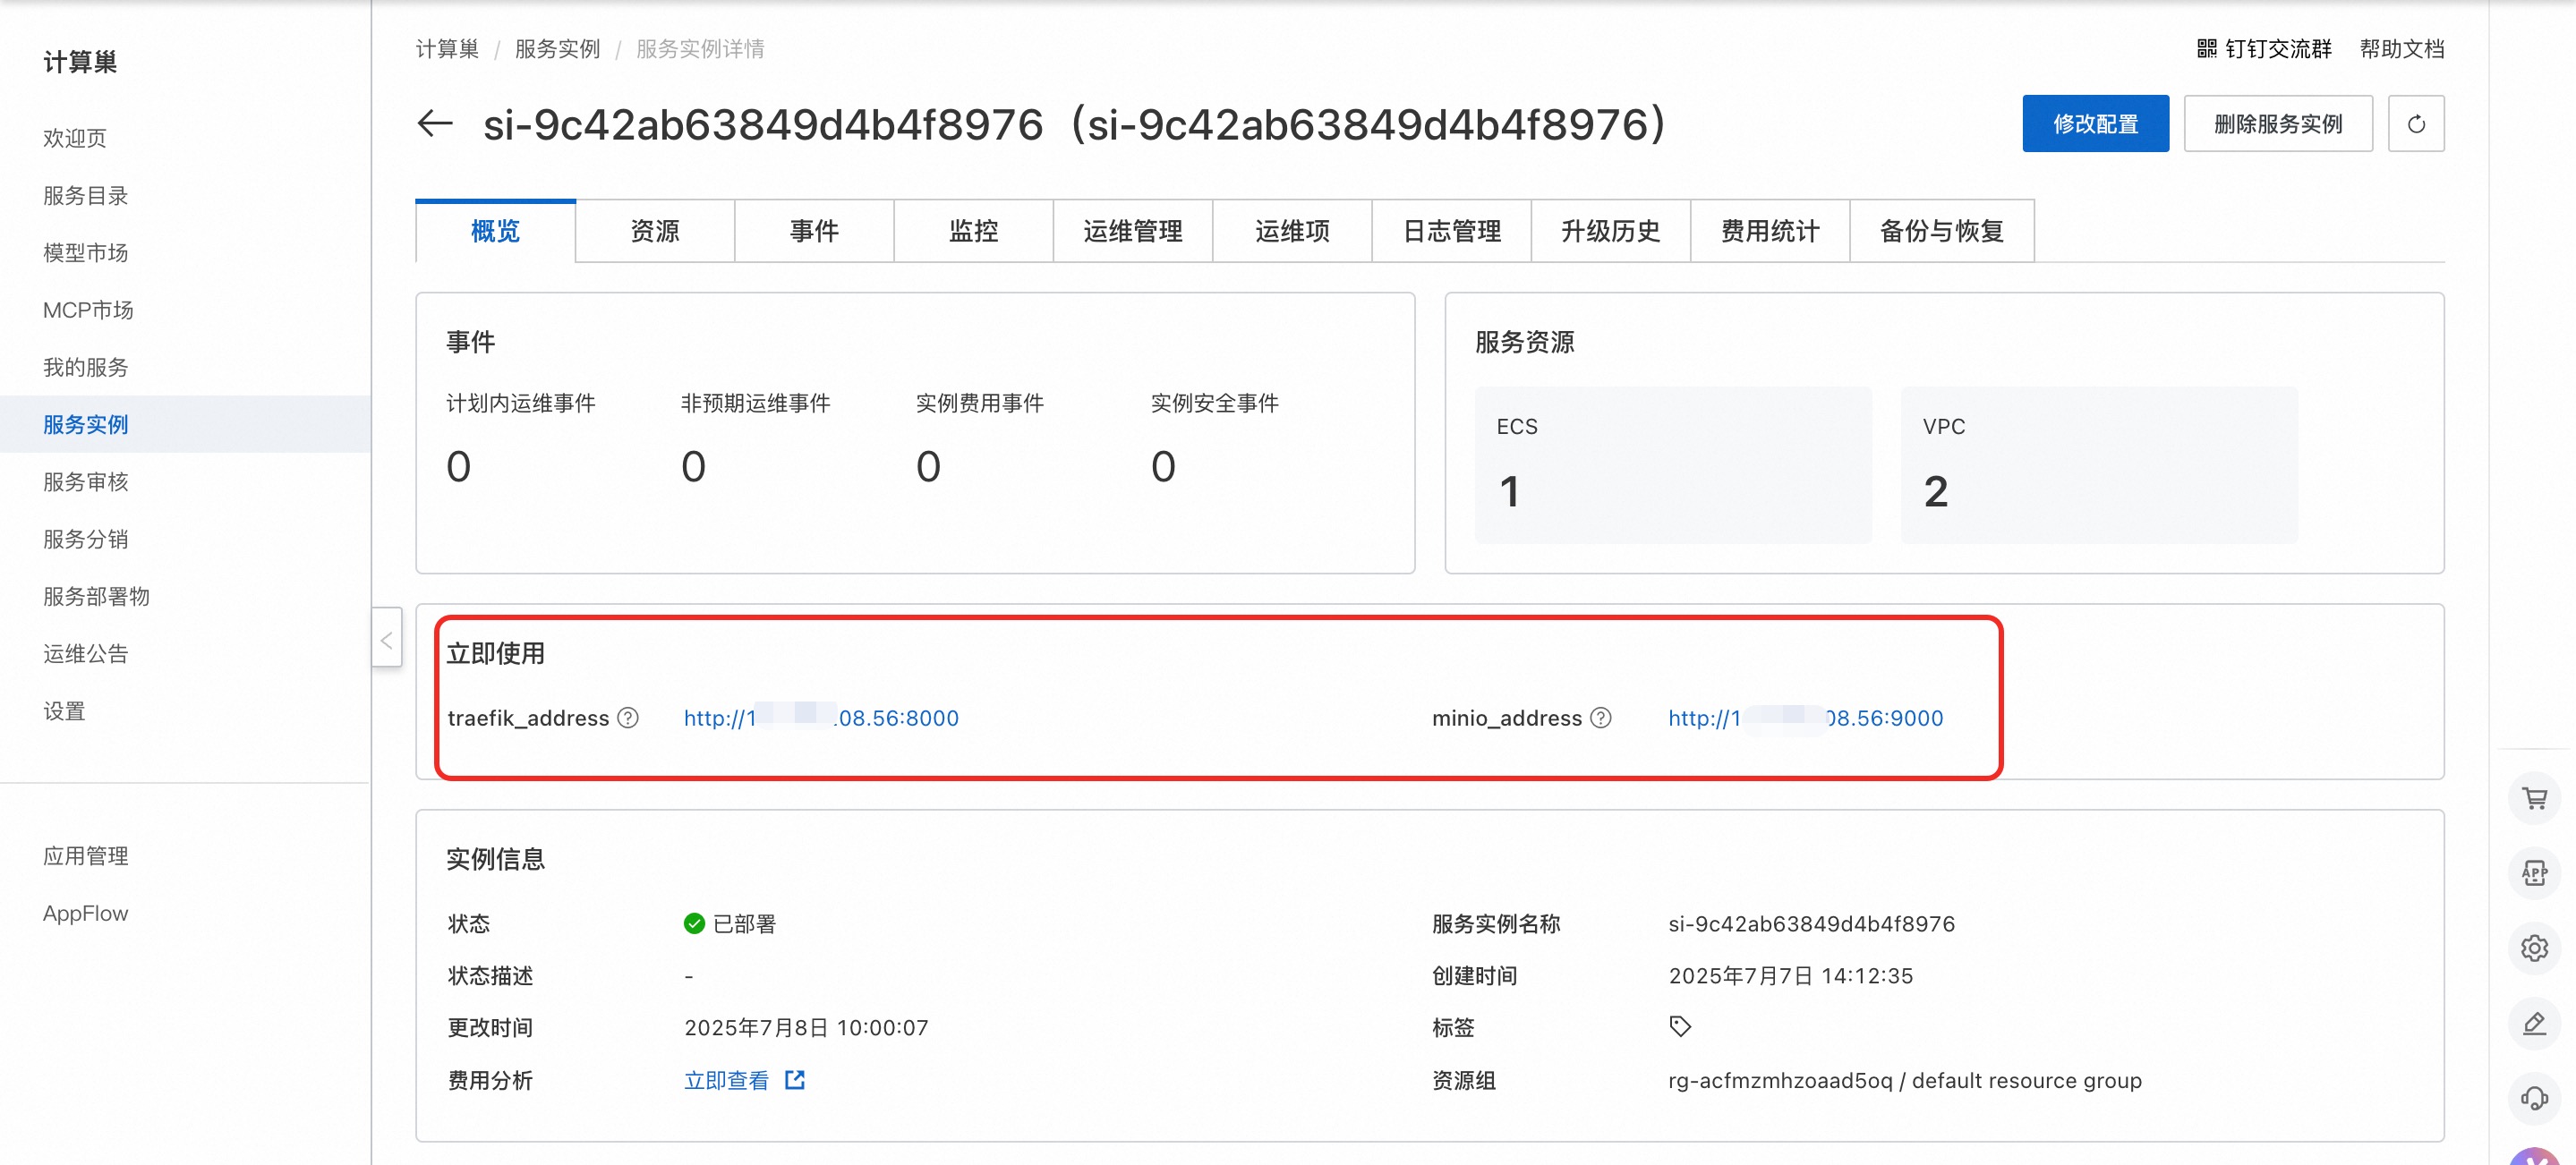 计算巢
欢迎页
服务目录
模型市场
MCP市场
我的服务
服务实例
服务审核
服务分销
服务部署物
运维公告
设置
应用管理
AppFlow
计算巢 / 服务实例 / 服务实例详情
钉钉交流群 帮助文档
si-9c42ab63849d4b4f8976（si-9c42ab63849d4b4f8976）
修改配置 删除服务实例
概览 资源 事件 监控 运维管理 运维项 日志管理 升级历史 费用统计 备份与恢复
事件
计划内运维事件 非预期运维事件 实例费用事件 实例安全事件
0 0 0 0
服务资源
ECS VPC
1 2
立即使用
traefik_address http://1 .08.56:8000 minio_address http://1 08.56:9000
实例信息
状态 已部署 服务实例名称 si-9c42ab63849d4b4f8976
状态描述 - 创建时间 2025年7月7日 14:12:35
更改时间 2025年7月8日 10:00:07 标签
费用分析 立即查看 资源组 rg-acfmzmhzoaad5oq / default resource group
APP